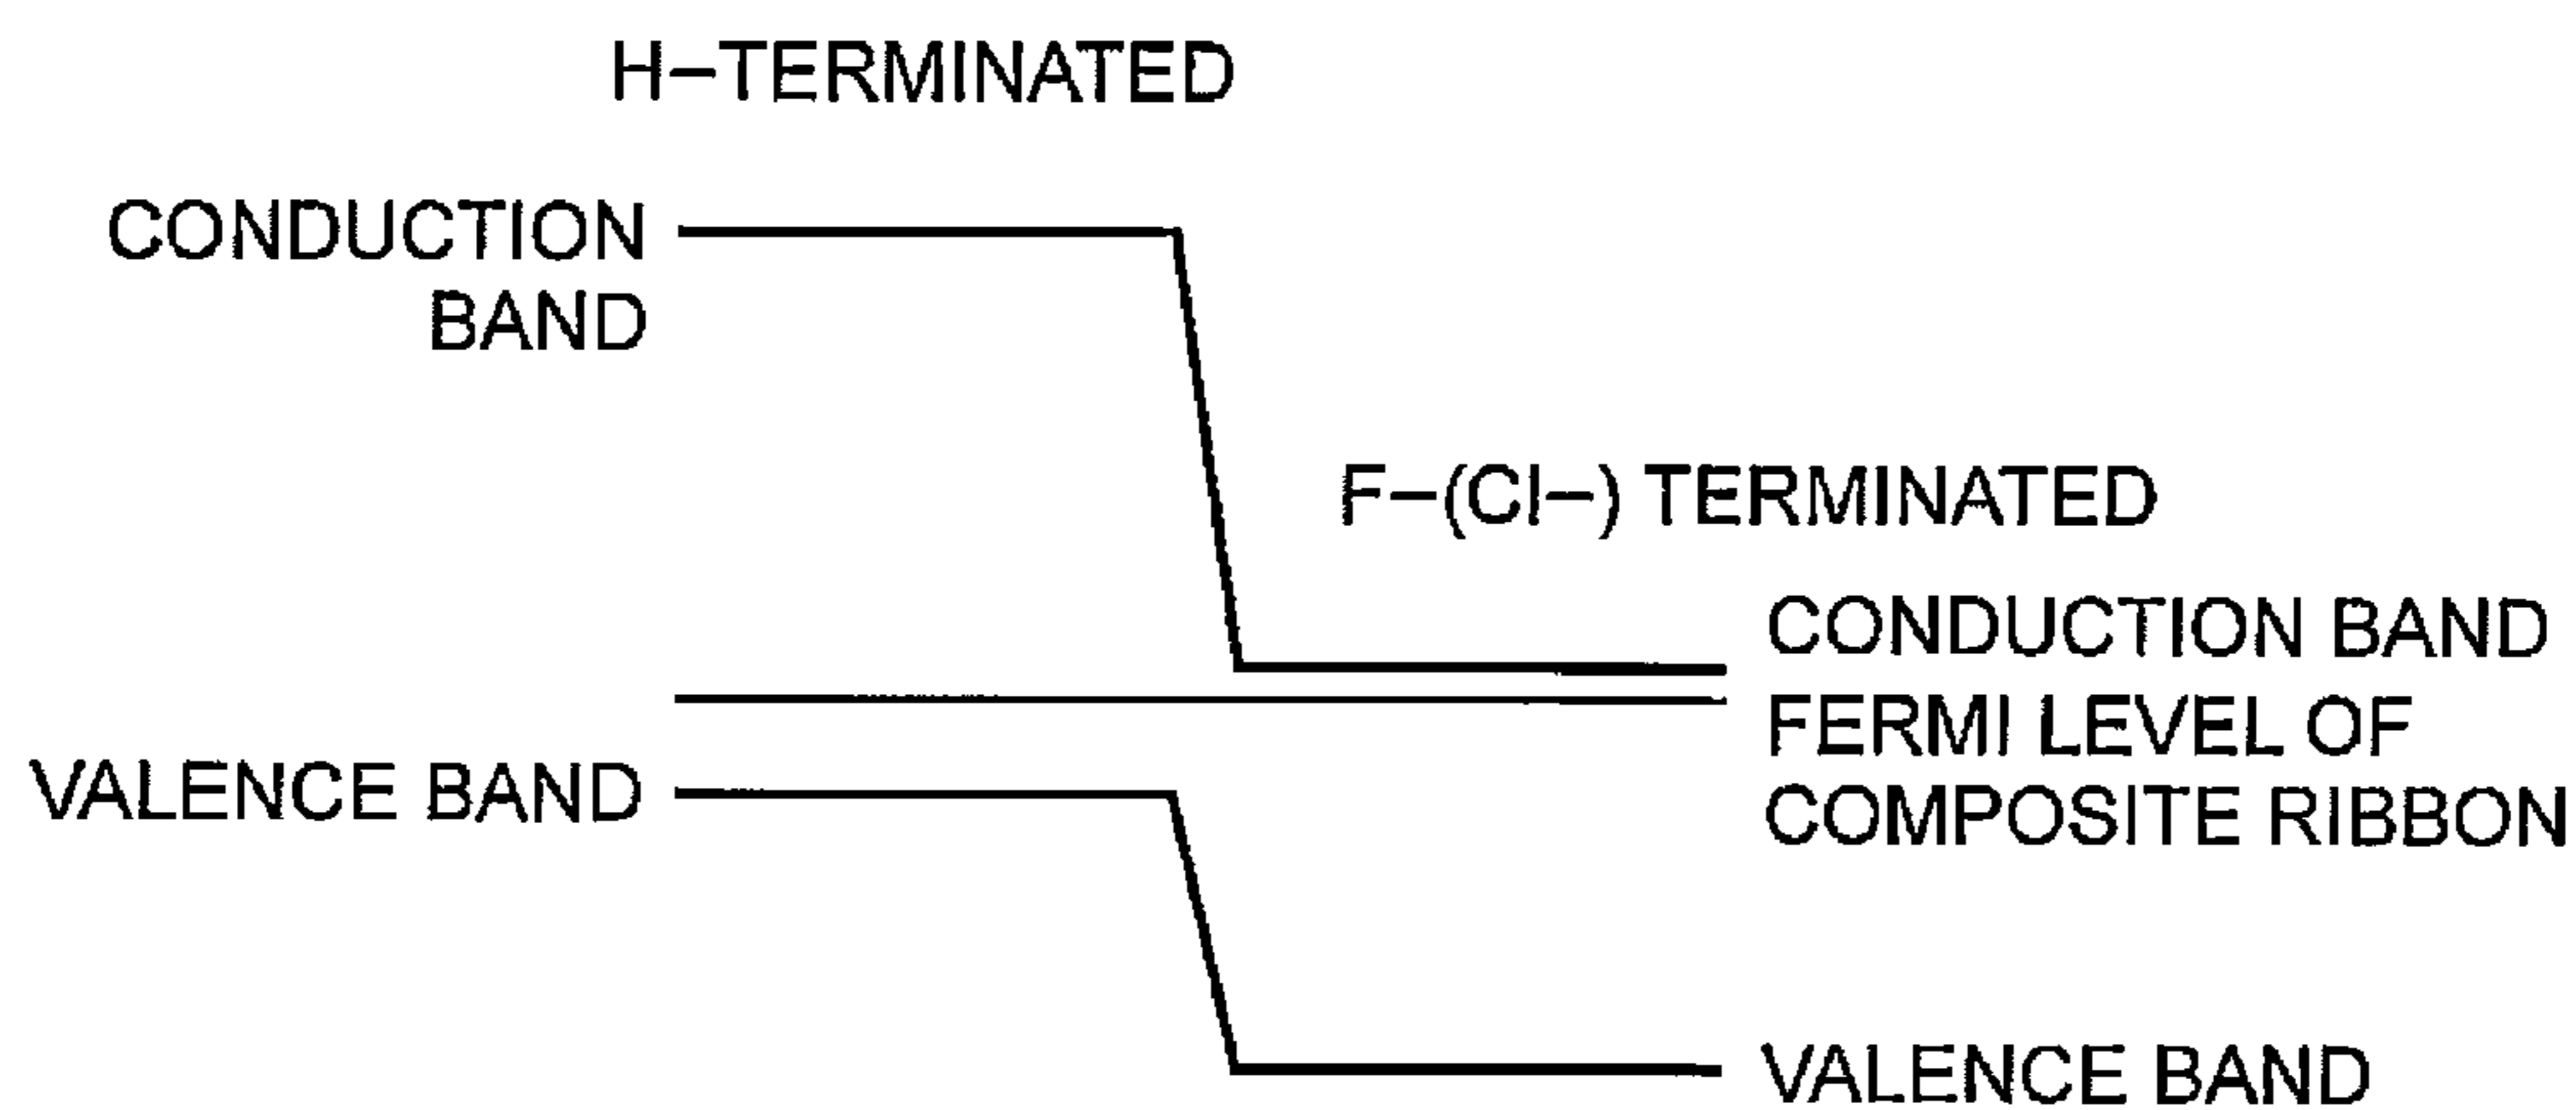 H–TERMINATED
CONDUCTION
BAND
F–(Cl–) TERMINATED
CONDUCTION BAND
FERMI LEVEL OF
COMPOSITE RIBBON
VALENCE BAND
VALENCE BAND